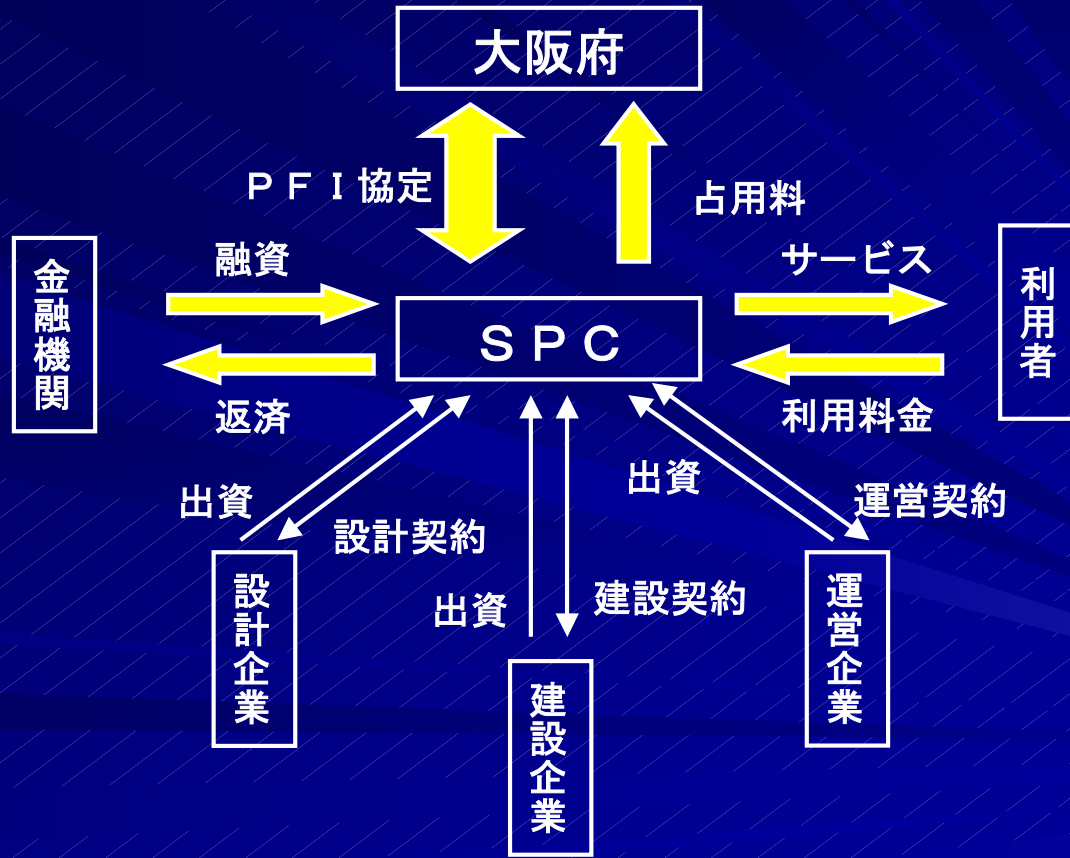 大阪府
ＰＦＩ協定
占用料
金融機関
融資
サービス
利用者
ＳＰＣ
返済
利用料金
出資
設計契約
出資
建設契約
出資
運営契約
設計企業
建設企業
運営企業